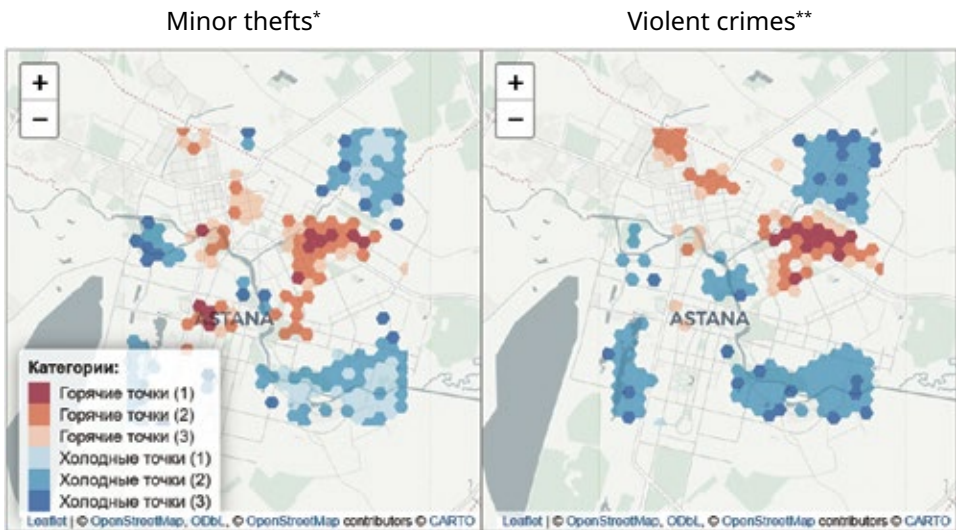 Minor thefts*
Violent crimes**
+
−
+
−
ASTANA
ASTANA
Категории:
Горячие точки (1)
Горячие точки (2)
Горячие точки (3)
Холодные точки (1)
Холодные точки (2)
Холодные точки (3)
Leaflet | © OpenStreetMap, ODbL, © OpenStreetMap contributors © CARTO
Leaflet | © OpenStreetMap, ODbL, © OpenStreetMap contributors © CARTO